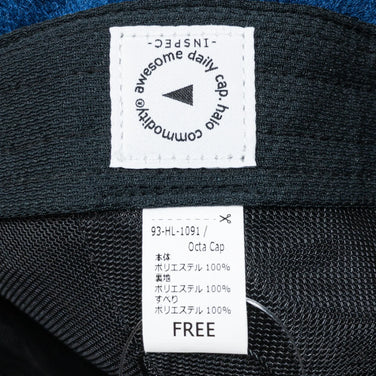 -INSPEC-
awesome daily cap・halo commodity®
93-HL-1091 /
Octa Cap
本体
ポリエステル 100%
裏地
ポリエステル 100%
すべり
ポリエステル 100%
FREE